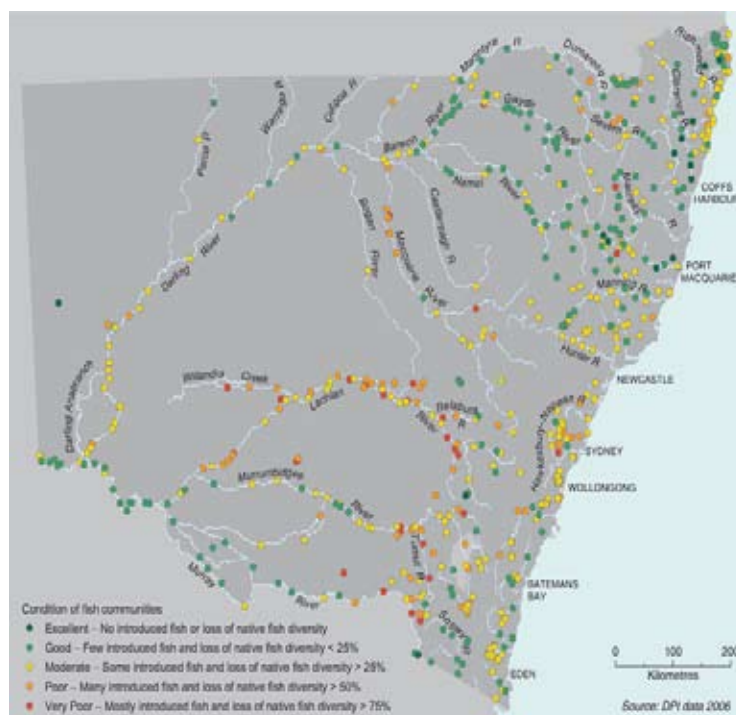 Richmond R
Clarence R
Macintyre R
Dumaresq R
Severn R
Gwydir River
Barwon River
Culgoa R
Warrego R
Paroo R
Namoi River
Macleay R
COFFS
HARBOUR
Bogan River
Castlereagh R
Macquarie River
Darling River
PORT
MACQUARIE
Manning R
Hunter R
NEWCASTLE
Darling Anabranch
Willandra Creek
Lachlan River
Belubula R
Hawkesbury-Nepean R
SYDNEY
WOLLONGONG
Murrumbidgee River
Tumut R
Murray River
BATEMANS
BAY
Snowy R
EDEN
Condition of fish communities
Excellent – No introduced fish or loss of native fish diversity
Good – Few introduced fish and loss of native fish diversity < 25%
Moderate – Some introduced fish and loss of native fish diversity > 25%
Poor – Many introduced fish and loss of native fish diversity > 50%
Very Poor – Mostly introduced fish and loss of native fish diversity > 75%
0 100 200
Kilometres
Source: DPI data 2006